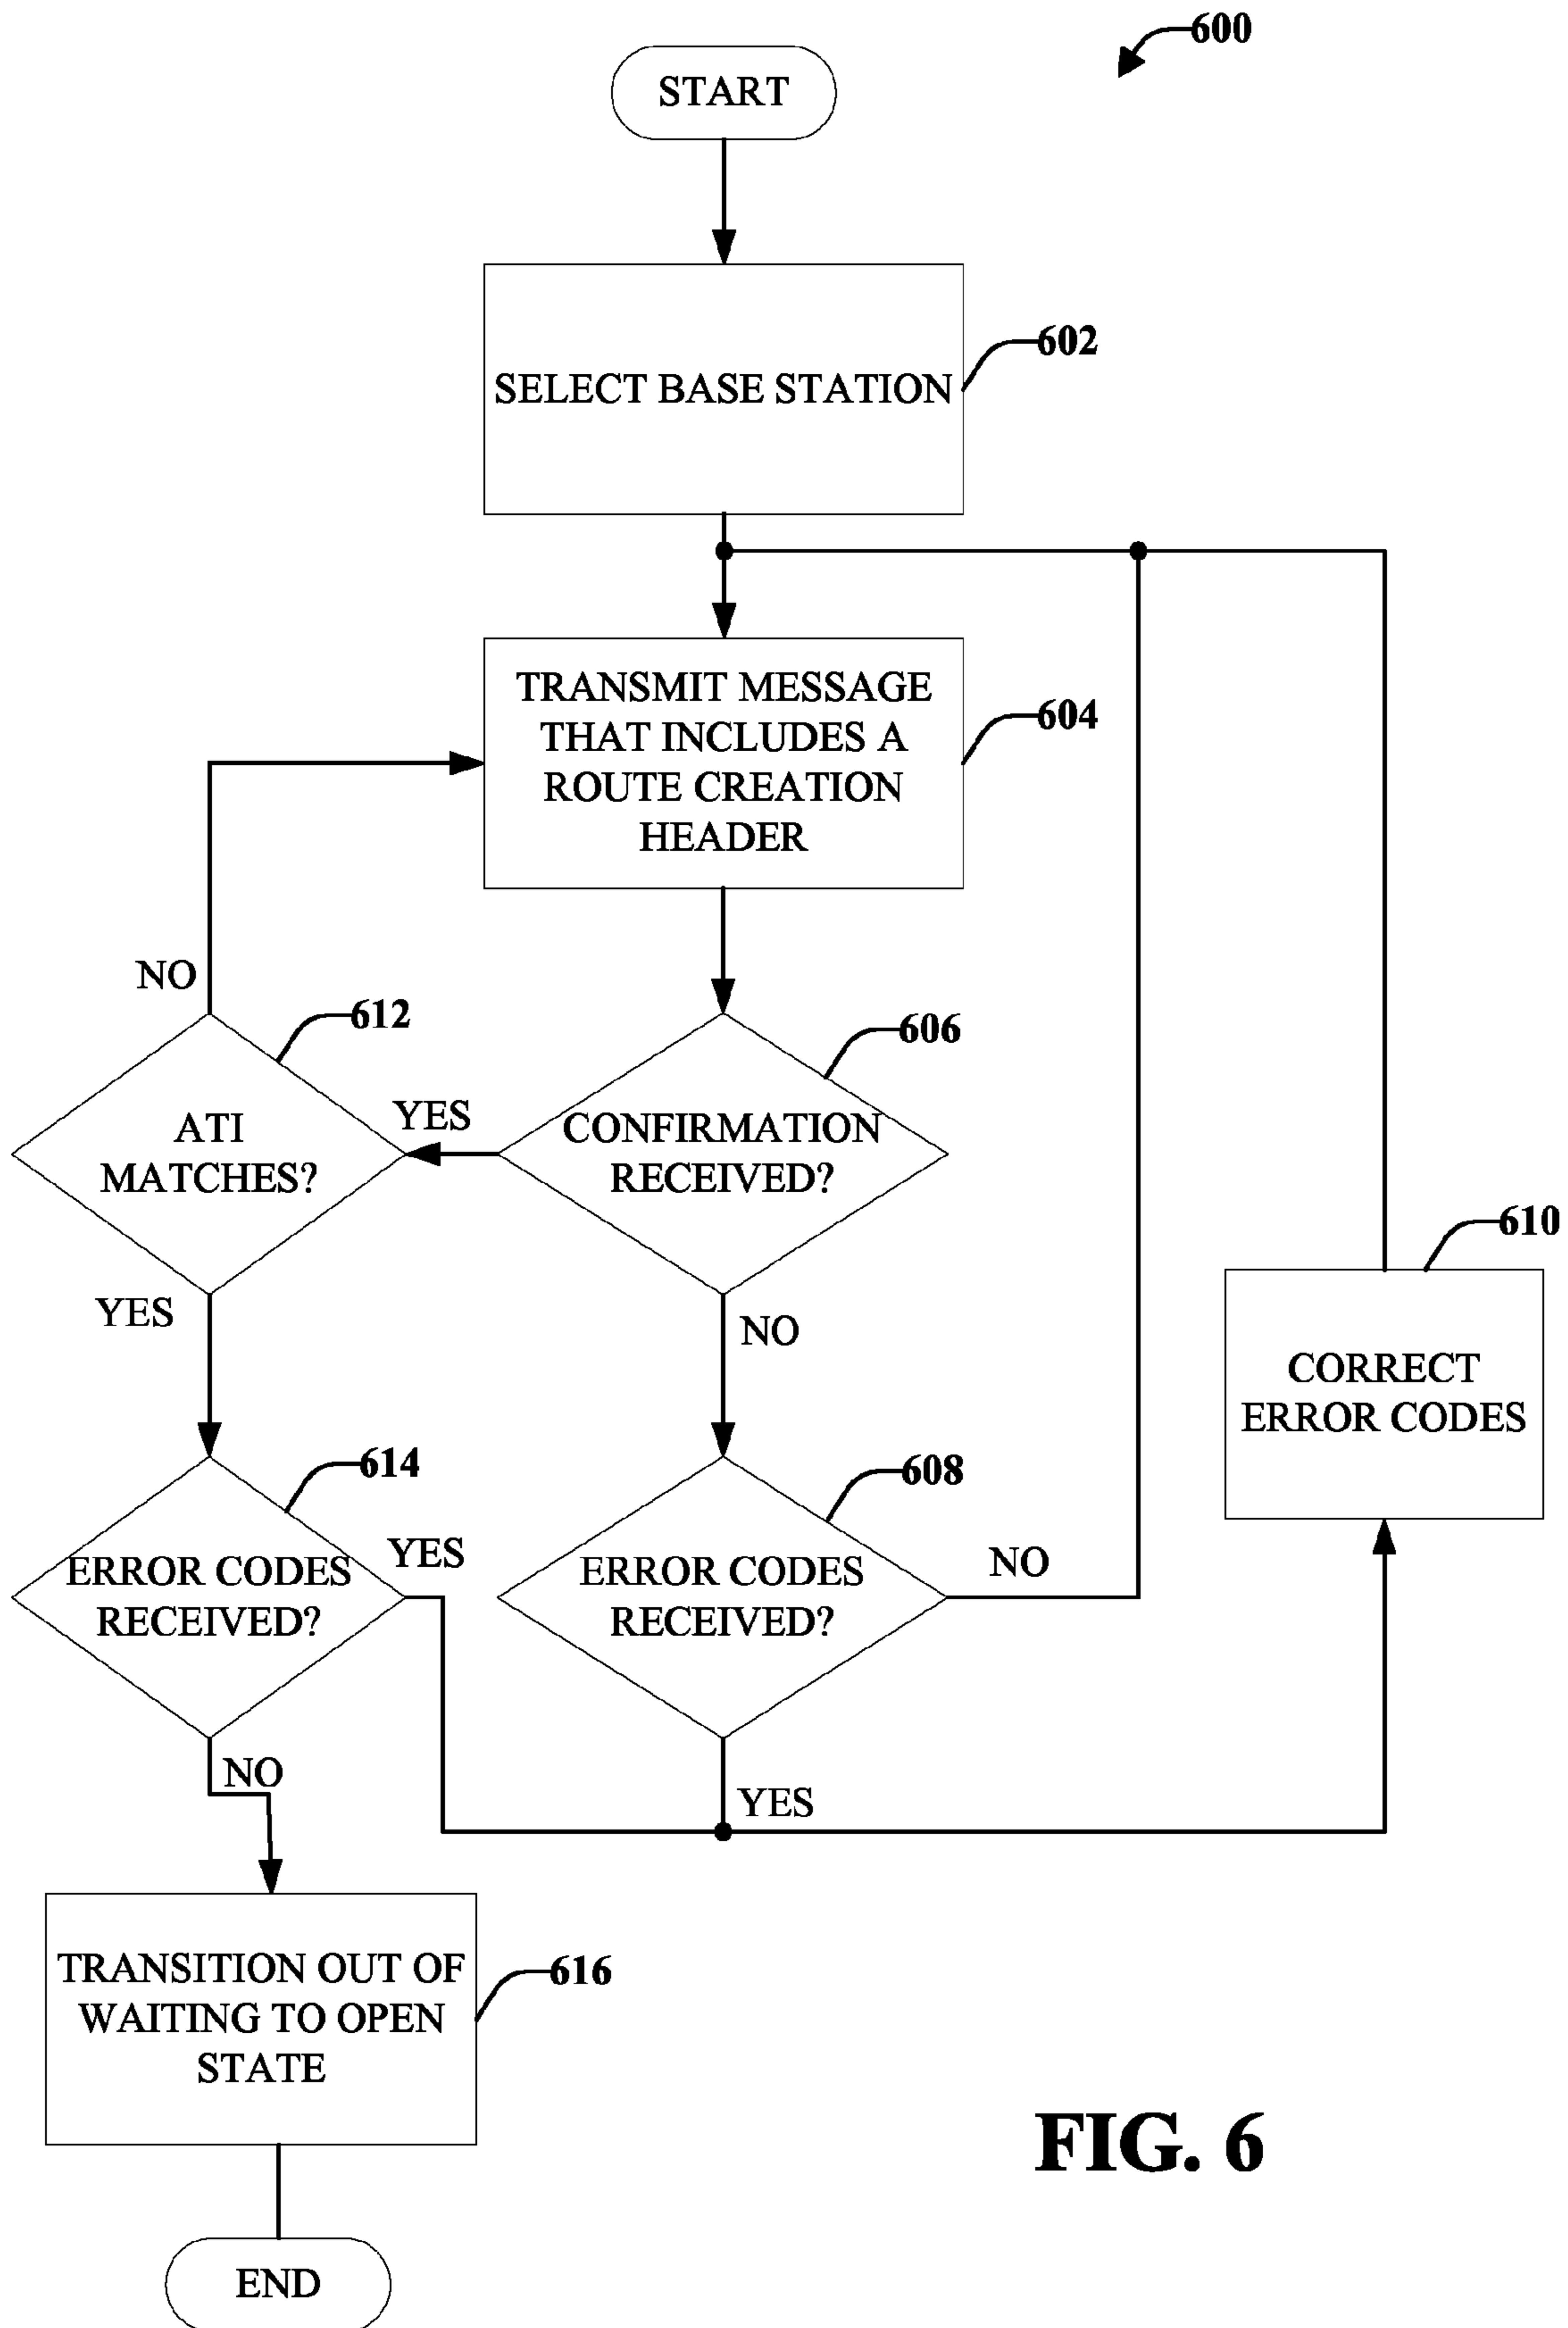 600
START
602
SELECT BASE STATION
TRANSMIT MESSAGE
THAT INCLUDES A
ROUTE CREATION
HEADER
604
NO
612
606
ATI
MATCHES?
YES
CONFIRMATION
RECEIVED?
610
YES
NO
CORRECT
ERROR CODES
614
608
ERROR CODES
RECEIVED?
YES
ERROR CODES
RECEIVED?
NO
NO
YES
TRANSITION OUT OF
WAITING TO OPEN
STATE
616
FIG. 6
END